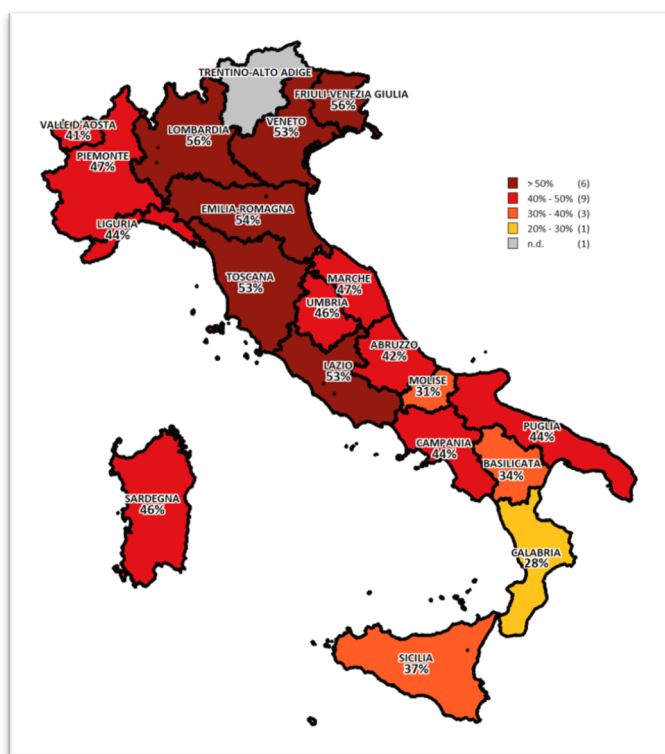 TRENTINO-ALTO ADIGE
FRIULI-VENEZIA GIULIA
56%
VALLE D'AOSTA
41%
LOMBARDIA
56%
VENETO
53%
PIEMONTE
47%
> 50% (6)
40% - 50% (9)
30% - 40% (3)
20% - 30% (1)
n.d. (1)
EMILIA-ROMAGNA
54%
LIGURIA
44%
TOSCANA
53%
MARCHE
47%
UMBRIA
46%
ABRUZZO
42%
LAZIO
53%
MOLISE
31%
PUGLIA
44%
CAMPANIA
44%
BASILICATA
34%
SARDEGNA
46%
CALABRIA
28%
SICILIA
37%